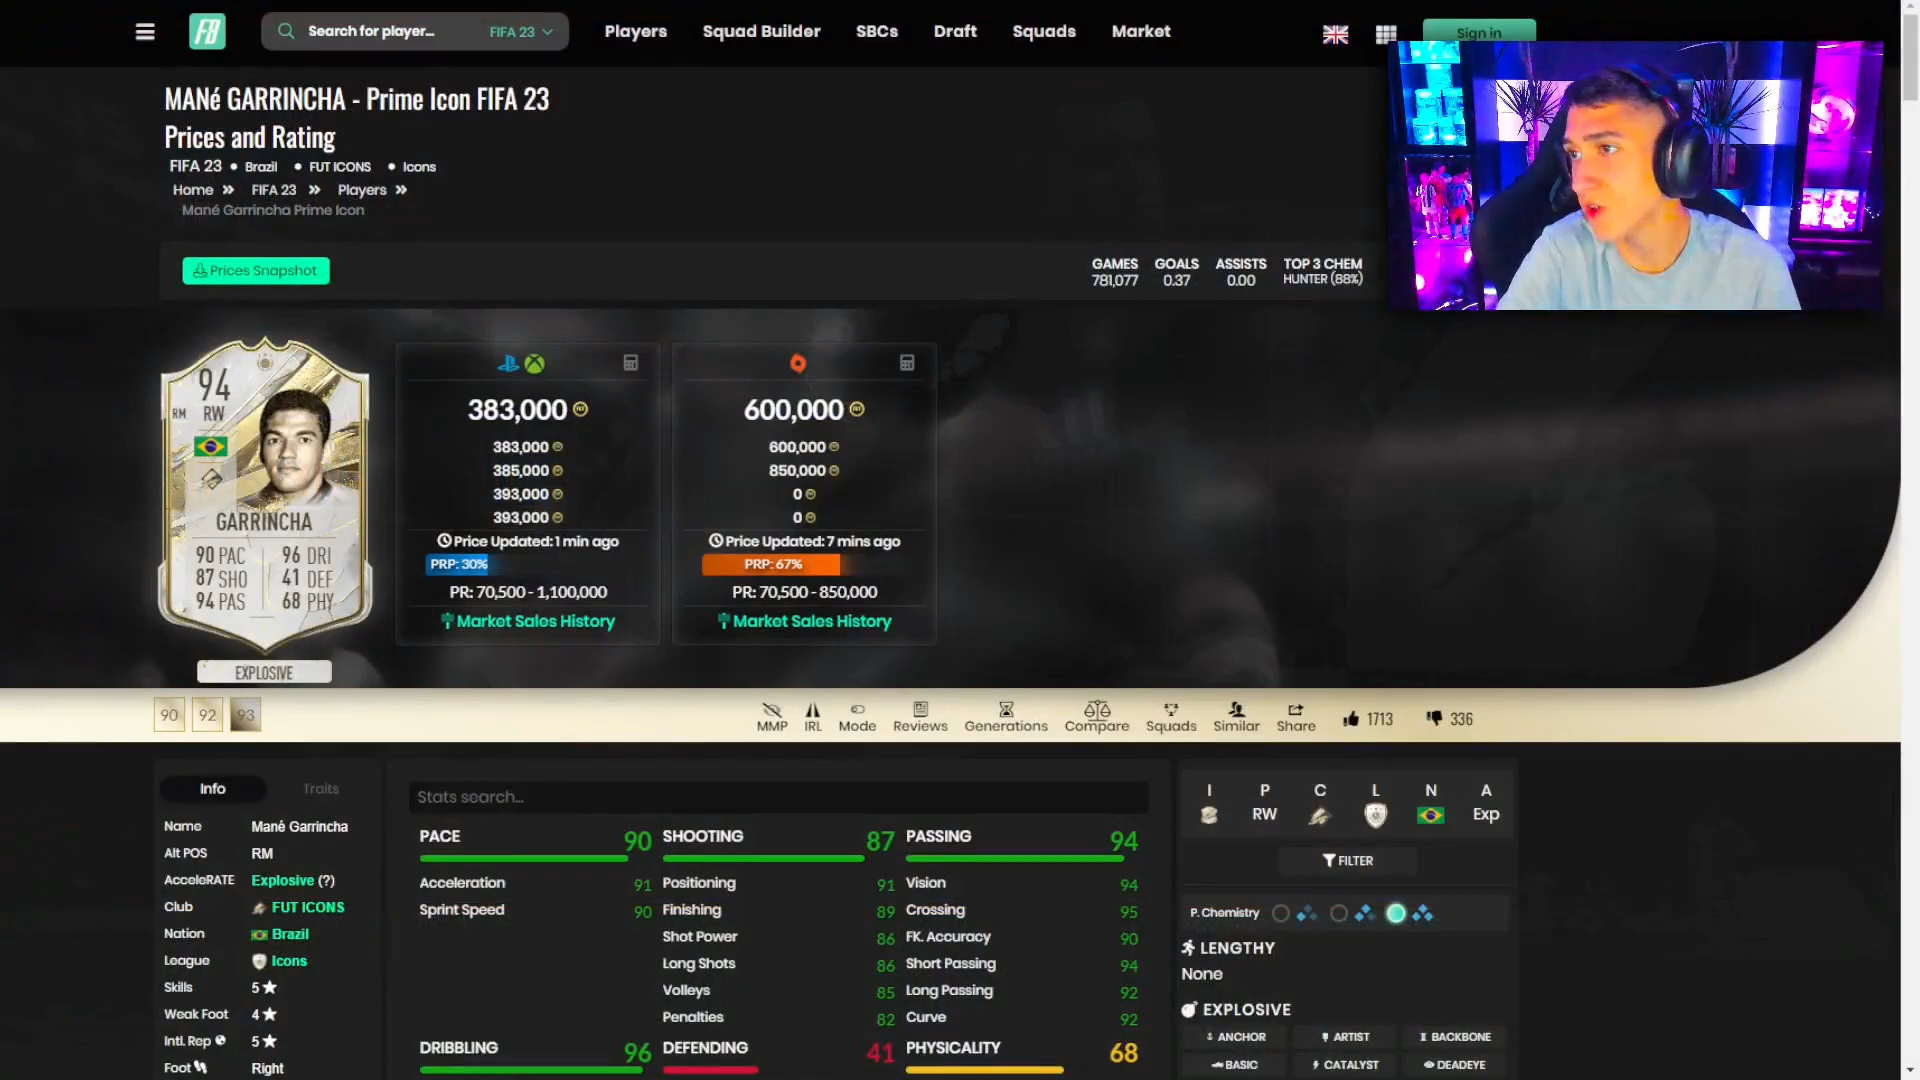 Search for player... FIFA 23 Players Squad Builder SBCs Draft Squads Market Sign in
MANé GARRINCHA - Prime Icon FIFA 23
Prices and Rating
FIFA 23 • Brazil • FUT ICONS • Icons
Home » FIFA 23 » Players »
Mané Garrincha Prime Icon
Prices Snapshot
GAMES GOALS ASSISTS TOP 3 CHEM
781,077 0.37 0.00 HUNTER (88%)
94
RM RW
GARRINCHA
90 PAC 96 DRI
87 SHO 41 DEF
94 PAS 68 PHY
EXPLOSIVE
383,000
383,000
385,000
393,000
393,000
Price Updated: 1 min ago
PRP: 30%
PR: 70,500 - 1,100,000
Market Sales History
600,000
600,000
850,000
0
0
Price Updated: 7 mins ago
PRP: 67%
PR: 70,500 - 850,000
Market Sales History
90 92 93
MMP IRL Mode Reviews Generations Compare Squads Similar Share 1713 336
Info Traits
Name Mané Garrincha
Alt POS RM
AcceleRATE Explosive (?)
Club FUT ICONS
Nation Brazil
League Icons
Skills 5
Weak Foot 4
Intl. Rep 5
Foot Right
Stats search...
PACE 90
Acceleration 91
Sprint Speed 90
DRIBBLING 96
SHOOTING 87
Positioning 91
Finishing 89
Shot Power 86
Long Shots 86
Volleys 85
Penalties 82
DEFENDING 41
PASSING 94
Vision 94
Crossing 95
FK. Accuracy 90
Short Passing 94
Long Passing 92
Curve 92
PHYSICALITY 68
I P C L N A
RW Exp
FILTER
P. Chemistry
LENGTHY
None
EXPLOSIVE
ANCHOR ARTIST BACKBONE
BASIC CATALYST DEADEYE